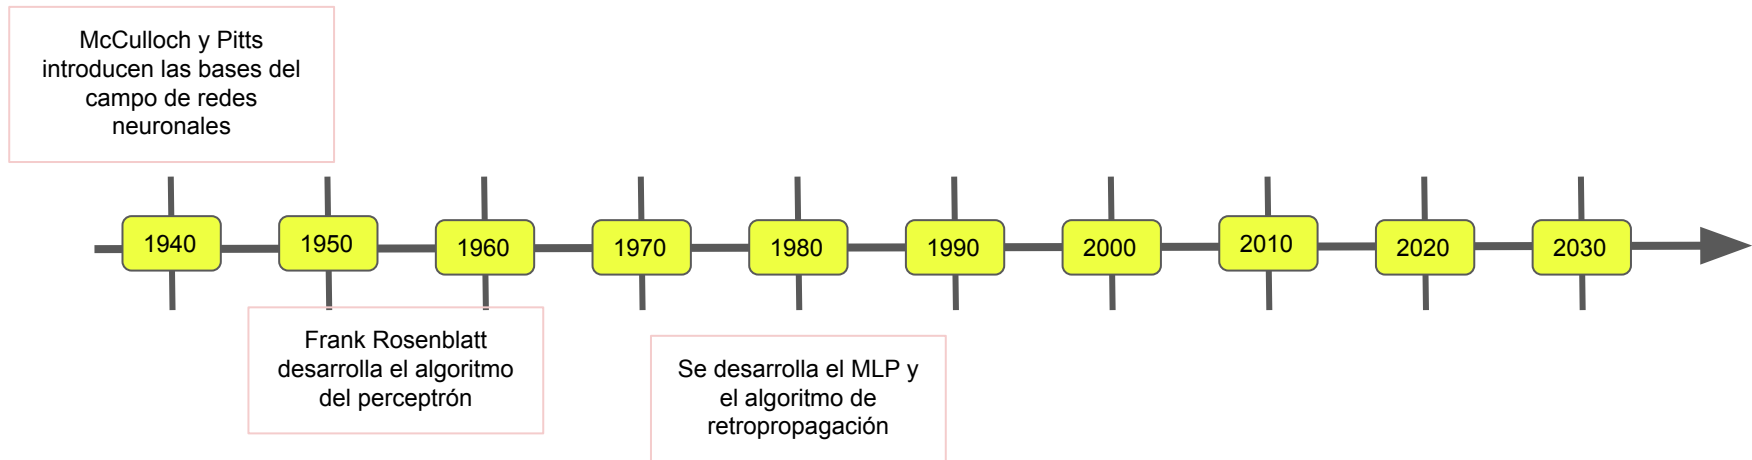 McCulloch y Pitts
introducen las bases del
campo de redes
neuronales
1940
1950
1960
1970
1980
1990
2000
2010
2020
2030
Frank Rosenblatt
desarrolla el algoritmo
del perceptrón
Se desarrolla el MLP y
el algoritmo de
retropropagación